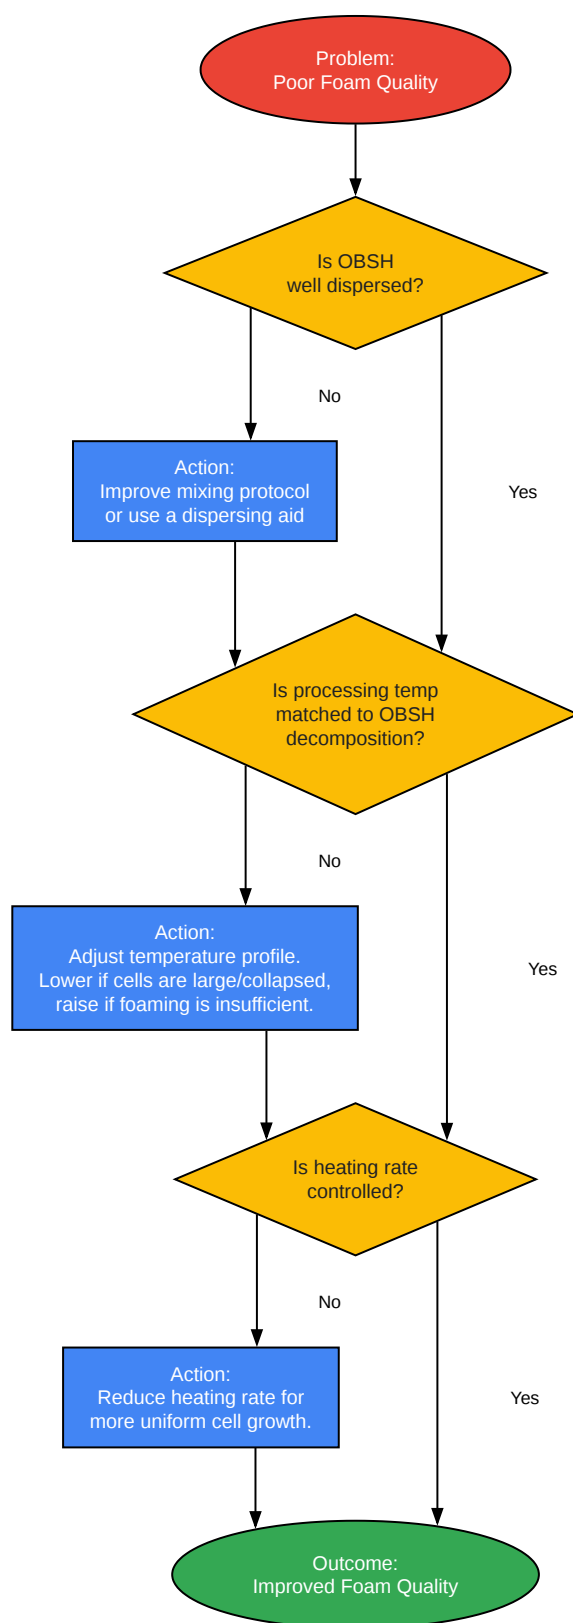 Problem:
Poor Foam Quality
Is OBSH
well dispersed?
No
Action:
Improve mixing protocol
or use a dispersing aid
Yes
Is processing temp
matched to OBSH
decomposition?
No
Action:
Adjust temperature profile.
Lower if cells are large/collapsed,
raise if foaming is insufficient.
Yes
Is heating rate
controlled?
No
Action:
Reduce heating rate for
more uniform cell growth.
Yes
Outcome:
Improved Foam Quality